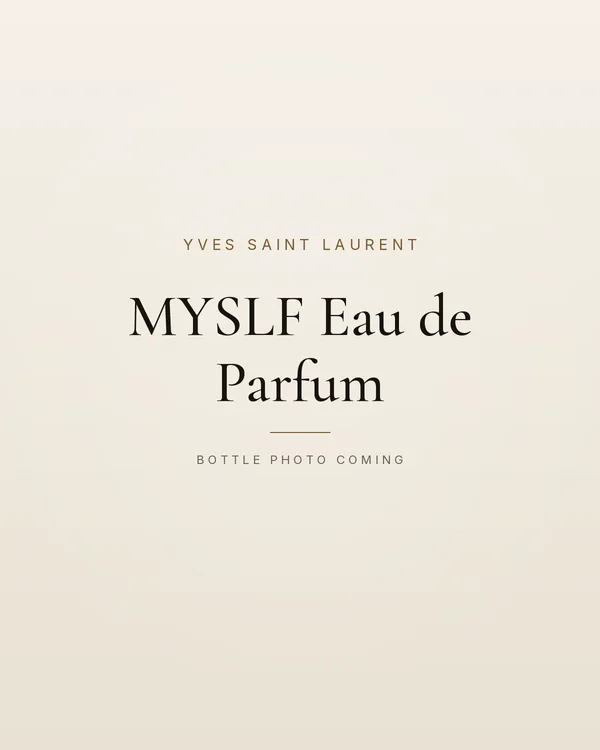 YVES SAINT LAURENT
MYSLF Eau de
Parfum
BOTTLE PHOTO COMING